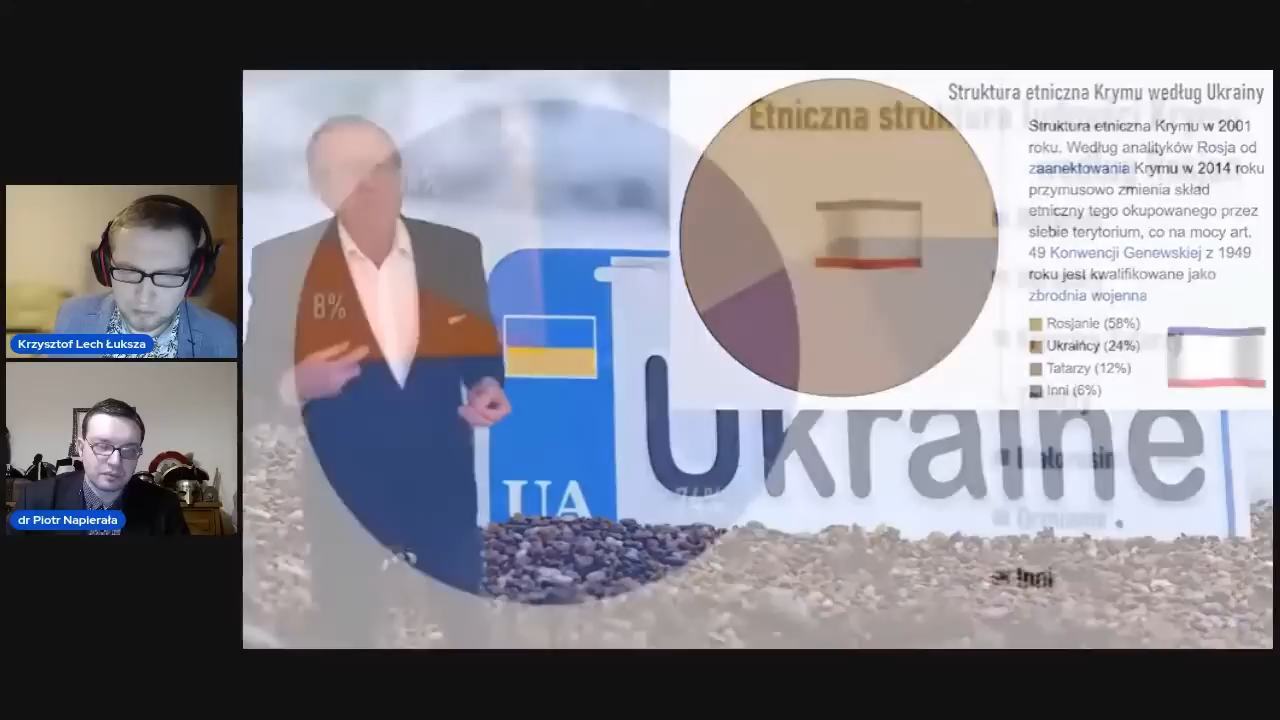 Struktura etniczna Krymu według Ukrainy
Etniczna
Struktura etniczna Krymu w 2001
roku. Według analityków Rosja od
zaanektowania Krymu w 2014 roku
przymusowo zmienia skład
etniczny tego okupowanego przez
siebie terytorium, co na mocy art.
49 Konwencji Genewskiej z 1949
roku jest kwalifikowane jako
zbrodnia wojenna
Rosjanie (58%)
Ukraińcy (24%)
Tatarzy (12%)
Inni (6%)
8%
Ukraine
UA
Inni
Krzysztof Lech Łuksza
dr Piotr Napierała